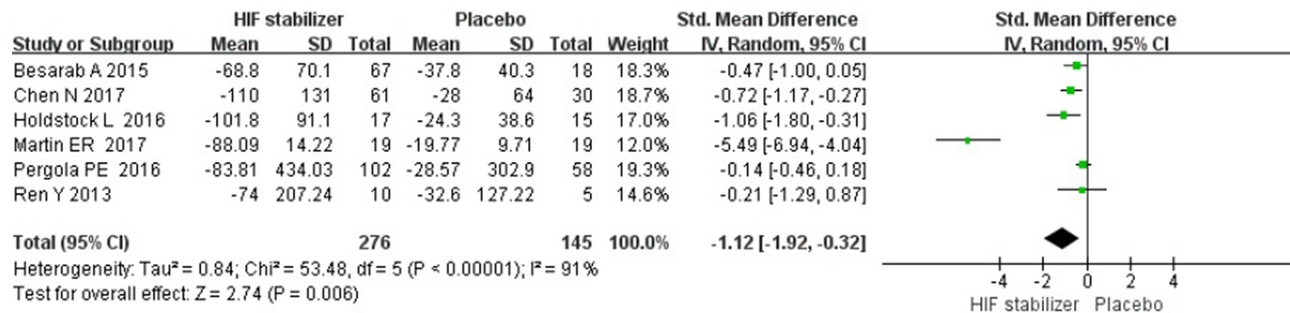 HIF stabilizer Placebo Std. Mean Difference Std. Mean Difference
Study or Subgroup Mean SD Total Mean SD Total Weight IV, Random, 95% CI IV, Random, 95% CI
Besarab A 2015 -68.8 70.1 67 -37.8 40.3 18 18.3% -0.47 [-1.00, 0.05]
Chen N 2017 -110 131 61 -28 64 30 18.7% -0.72 [-1.17, -0.27]
Holdstock L 2016 -101.8 91.1 17 -24.3 38.6 15 17.0% -1.06 [-1.80, -0.31]
Martin ER 2017 -88.09 14.22 19 -19.77 9.71 19 12.0% -5.49 [-6.94, -4.04]
Pergola PE 2016 -83.81 434.03 102 -28.57 302.9 58 19.3% -0.14 [-0.46, 0.18]
Ren Y 2013 -74 207.24 10 -32.6 127.22 5 14.6% -0.21 [-1.29, 0.87]
Total (95% CI) 276 145 100.0% -1.12 [-1.92, -0.32]
Heterogeneity: Tau² = 0.84; Chi² = 53.48, df = 5 (P < 0.00001); I² = 91%
Test for overall effect: Z = 2.74 (P = 0.006)
-4 -2 0 2 4
HIF stabilizer Placebo